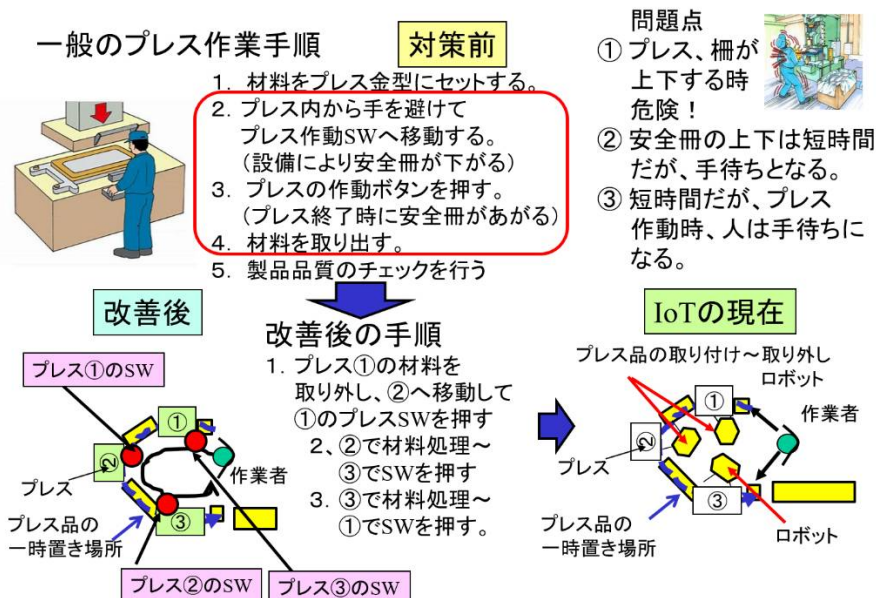 一般のプレス作業手順
対策前
1. 材料をプレス金型にセットする。
2. プレス内から手を避けて
プレス作動SWへ移動する。
（設備により安全冊が下がる）
3. プレスの作動ボタンを押す。
（プレス終了時に安全冊があがる）
4. 材料を取り出す。
5. 製品品質のチェックを行う
問題点
① プレス、柵が
上下する時
危険！
② 安全冊の上下は短時間
だが、手待ちとなる。
③ 短時間だが、プレス
作動時、人は手待ちに
なる。
改善後
プレス①のSW
①
②
③
作業者
プレス
プレス品の
一時置き場所
プレス②のSW
プレス③のSW
改善後の手順
1. プレス①の材料を
取り外し、②へ移動して
①のプレスSWを押す
2、②で材料処理～
③でSWを押す
3. ③で材料処理～
①でSWを押す。
IoTの現在
プレス品の取り付け～取り外し
ロボット
①
②
③
作業者
プレス
プレス品の
一時置き場所
ロボット